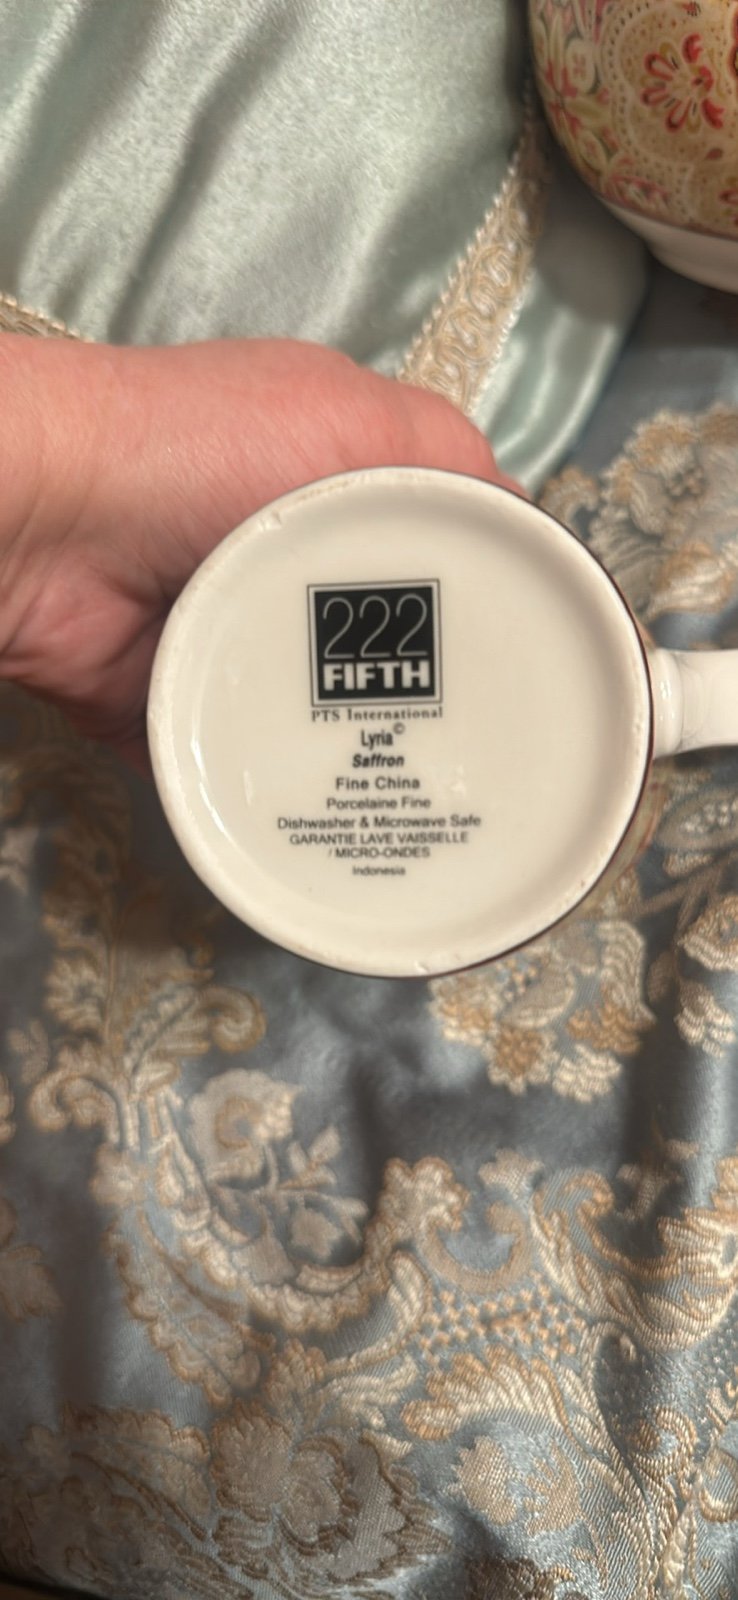 222
FIFTH
PTS International
Lyria©
Saffron
Fine China
Porcelaine Fine
Dishwasher & Microwave Safe
GARANTIE LAVE VAISSELLE
/ MICRO-ONDES
Indonesia